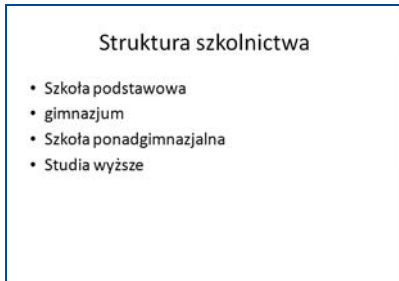 Struktura szkolnictwa
• Szkoła podstawowa
• gimnazjum
• Szkoła ponadgimnazjalna
• Studia wyższe